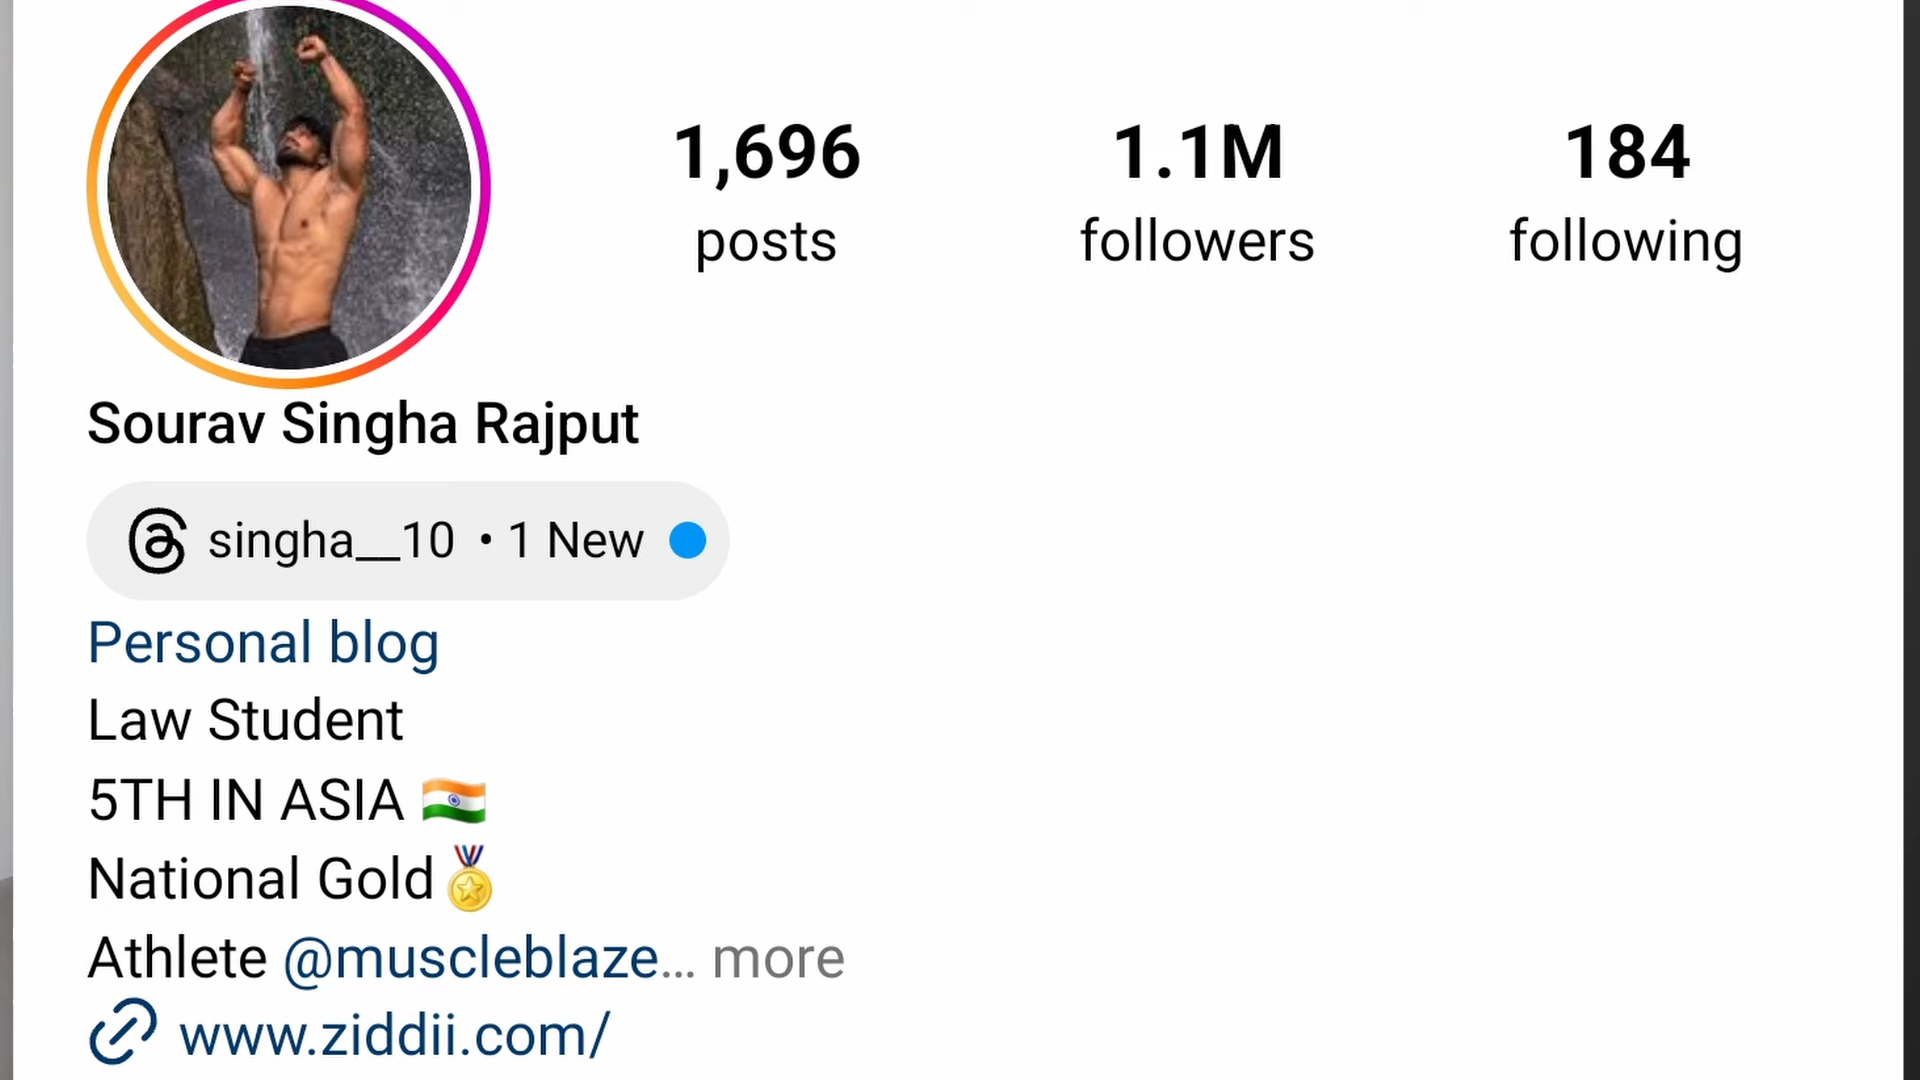 1,696 1.1M 184
posts followers following
Sourav Singha Rajput
singha__10 • 1 New
Personal blog
Law Student
5TH IN ASIA 🇮🇳
National Gold🏅
Athlete @muscleblaze... more
www.ziddii.com/